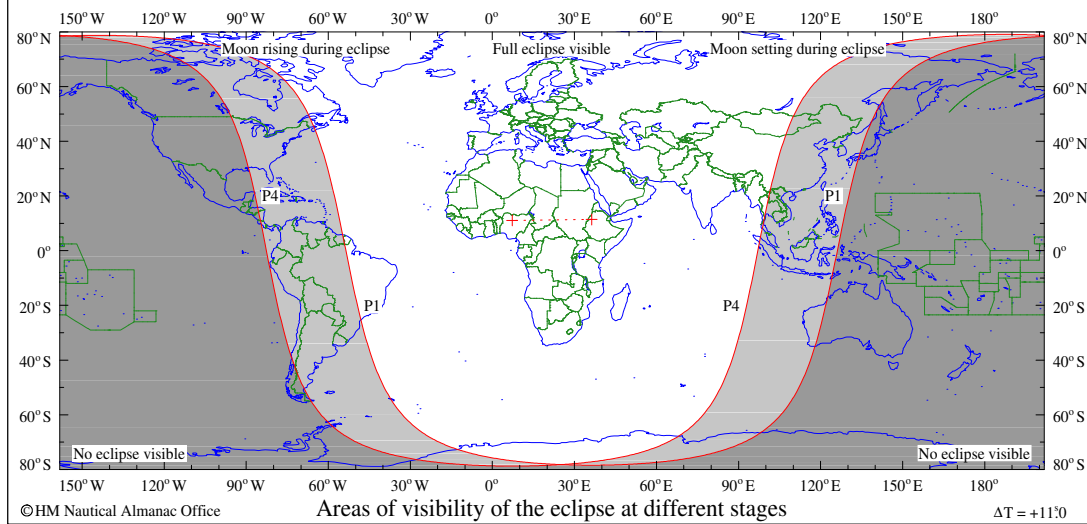 80° N 150° W 120° W 90° W 60° W 30° W 0° 30° E 60° E 90° E 120° E 150° E 180° 80° N
Moon rising during eclipse Full eclipse visible Moon setting during eclipse
60° N 60° N
40° N 40° N
20° N P4 P1 20° N
0° 0°
20° S P1 P4 20° S
40° S 40° S
60° S 60° S
No eclipse visible No eclipse visible
80° S 80° S
150° W 120° W 90° W 60° W 30° W 0° 30° E 60° E 90° E 120° E 150° E 180°
© HM Nautical Almanac Office Areas of visibility of the eclipse at different stages ΔT = +11ˢ.0